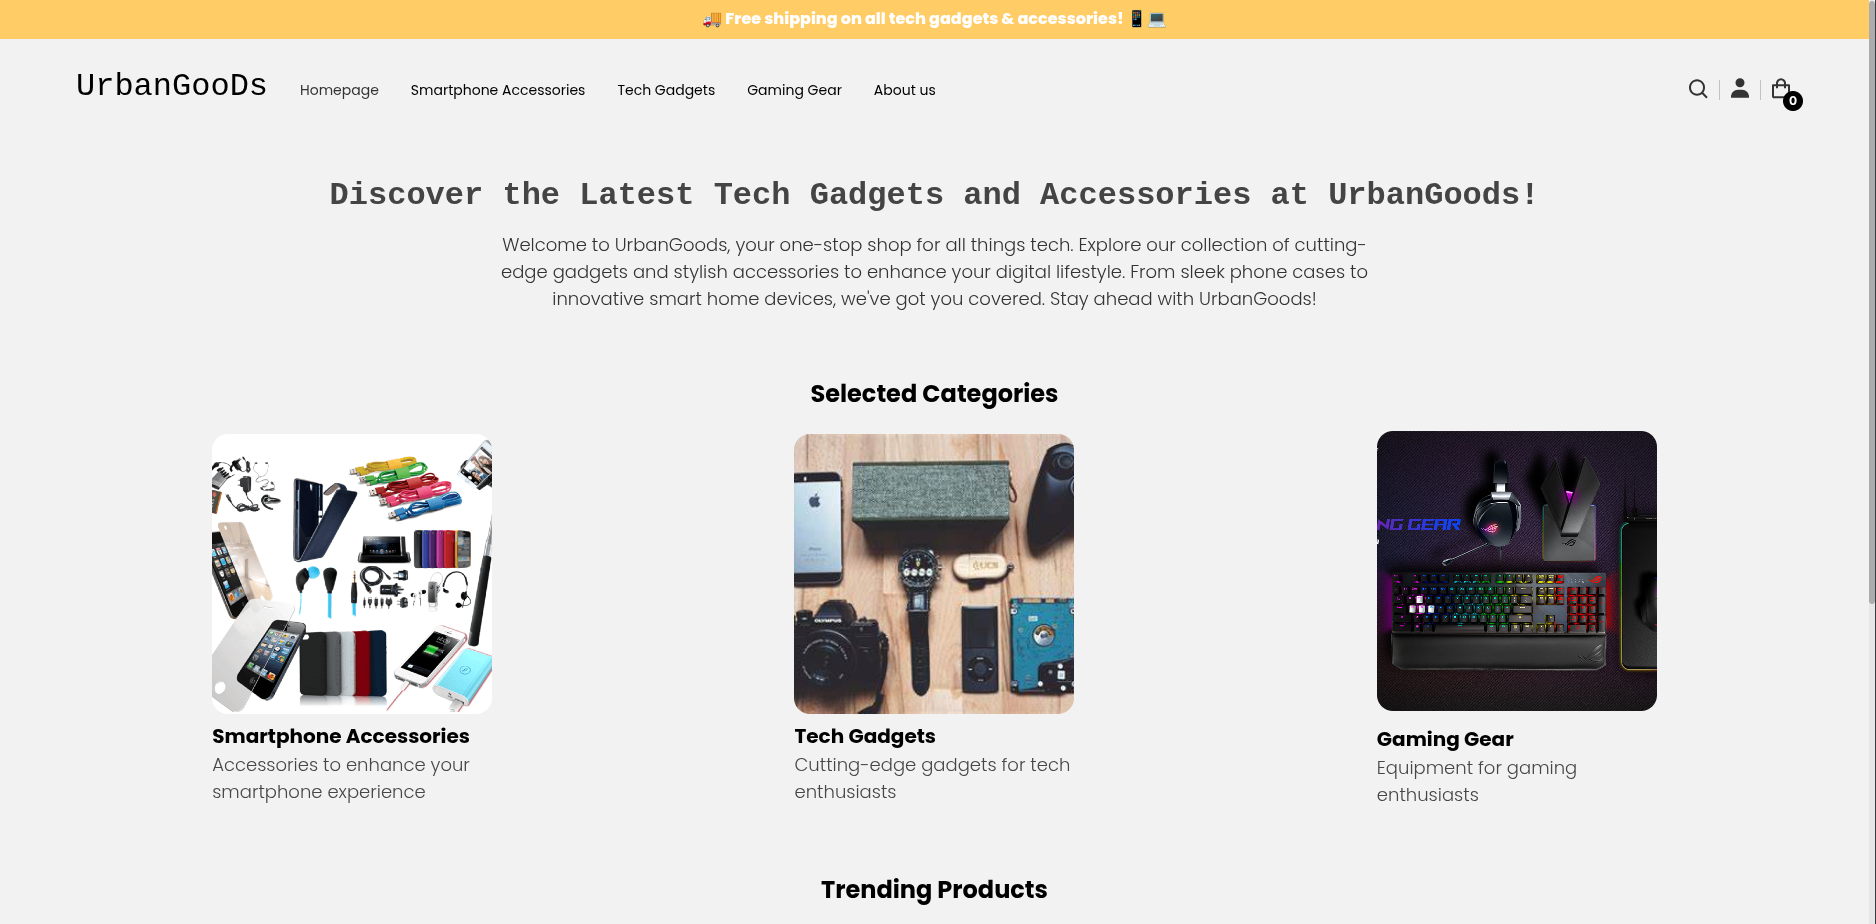 🚚 Free shipping on all tech gadgets & accessories! 📱💻
UrbanGooDs
Homepage
Smartphone Accessories
Tech Gadgets
Gaming Gear
About us
0
Discover the Latest Tech Gadgets and Accessories at UrbanGoods!
Welcome to UrbanGoods, your one-stop shop for all things tech. Explore our collection of cutting-
edge gadgets and stylish accessories to enhance your digital lifestyle. From sleek phone cases to
innovative smart home devices, we've got you covered. Stay ahead with UrbanGoods!
Selected Categories
iPhone
UCS
OLYMPUS
NG GEAR
Smartphone Accessories
Accessories to enhance your
smartphone experience
Tech Gadgets
Cutting-edge gadgets for tech
enthusiasts
Gaming Gear
Equipment for gaming
enthusiasts
Trending Products